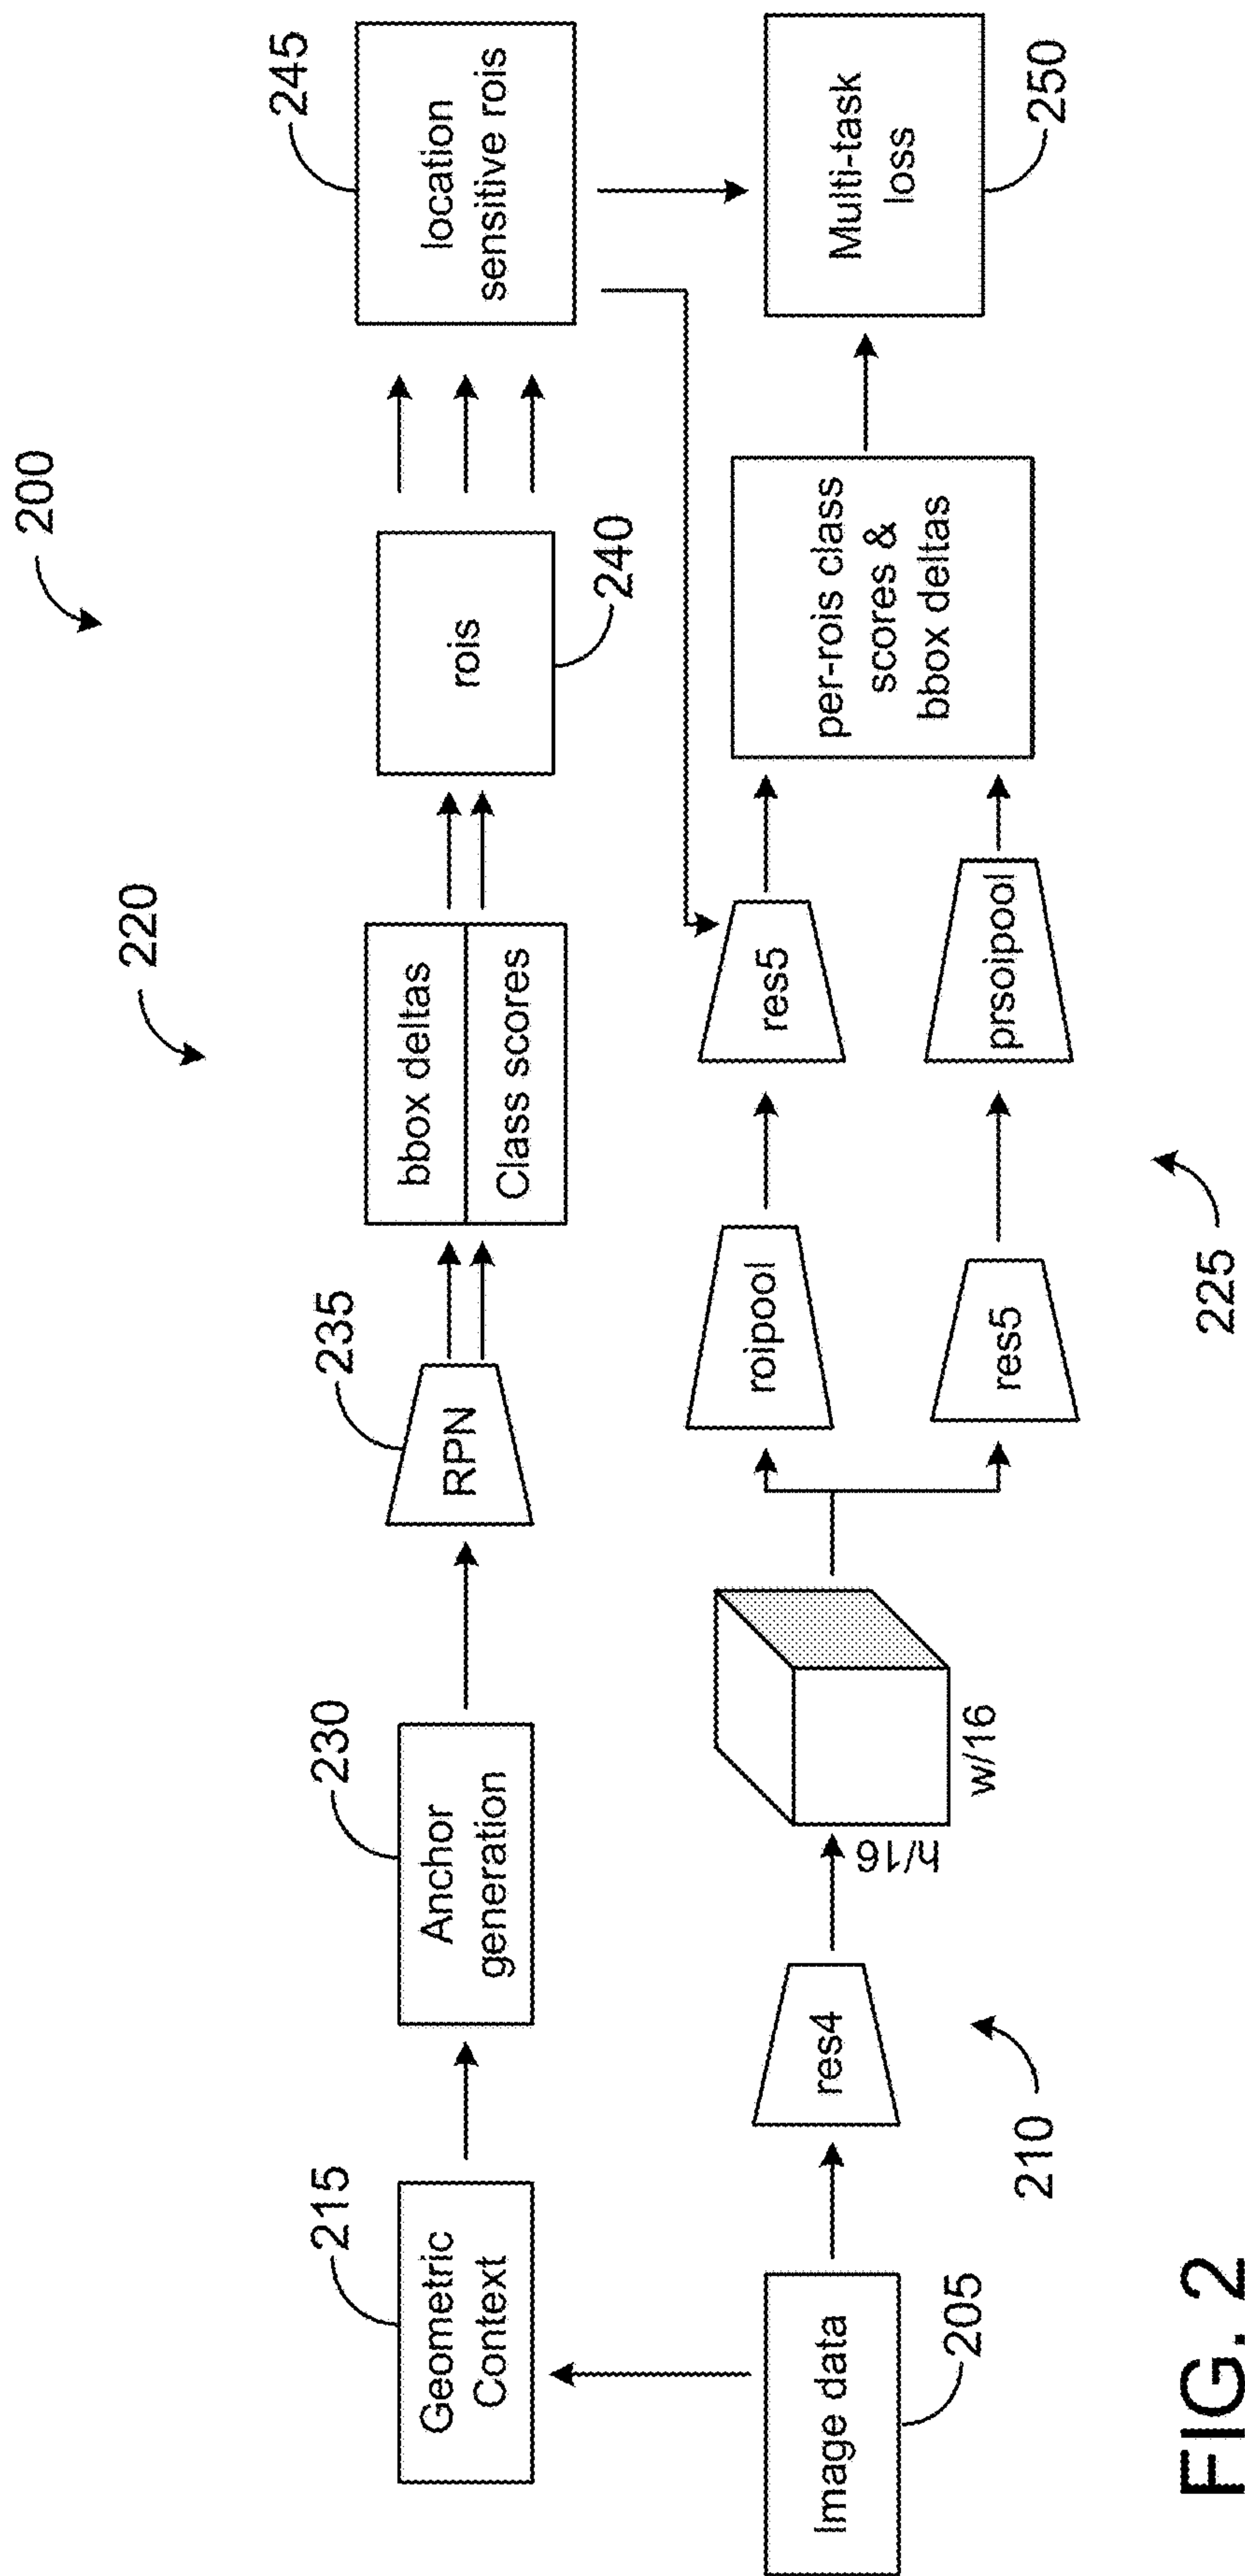 200
220
245
235
230
215
location
sensitive rois
rois
240
bbox deltas
Class scores
RPN
Anchor
generation
Geometric
Context
Image data
205
res4
210
h/16
w/16
roipool
res5
res5
prsoipool
225
per-rois class
scores &
bbox deltas
Multi-task
loss
250
FIG. 2